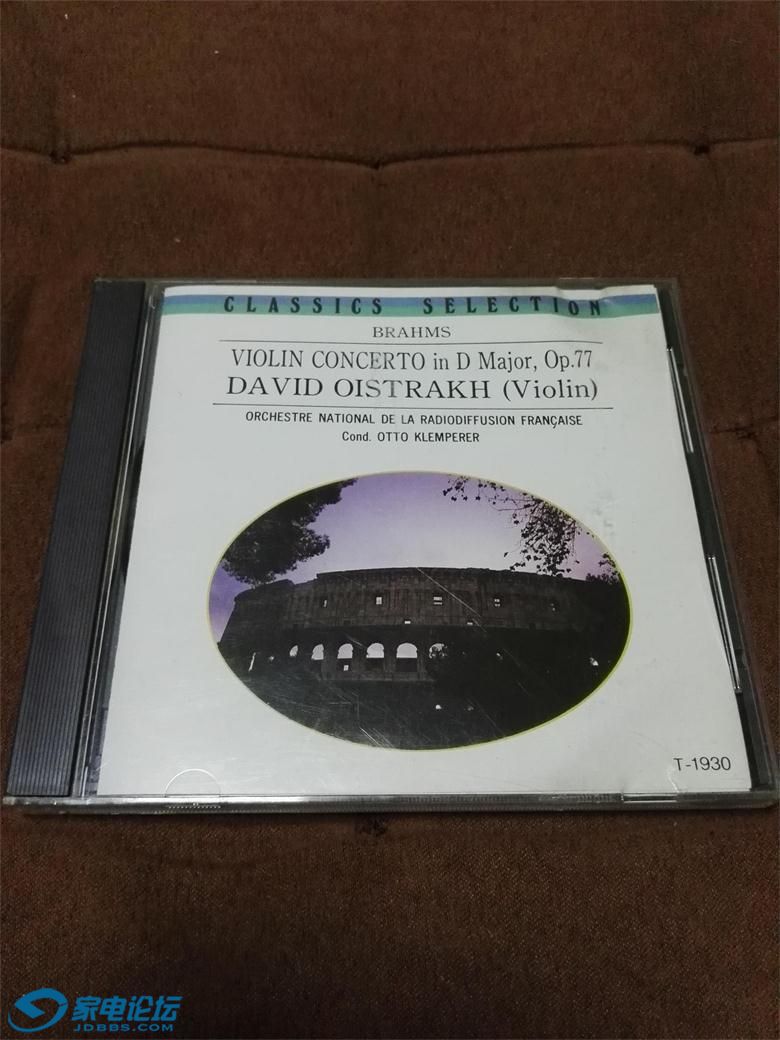 CLASSICS SELECTION
BRAHMS
VIOLIN CONCERTO in D Major, Op.77
DAVID OISTRAKH (Violin)
ORCHESTRE NATIONAL DE LA RADIODIFFUSION FRANÇAISE
Cond. OTTO KLEMPERER
T-1930
家电论坛
JDBBS.COM